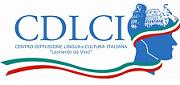 CDLCI
CENTRO DIFFUSIONE LINGUA e CULTURA ITALIANA
"Leonardo da Vinci"